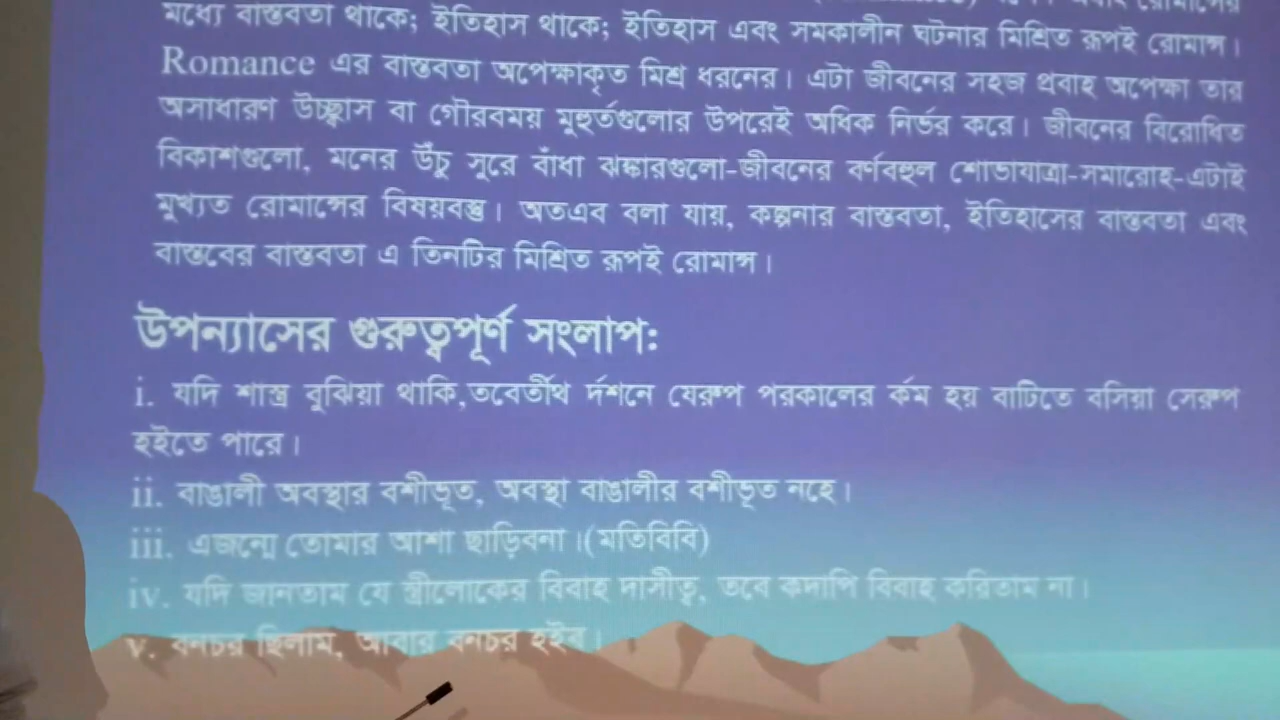 মধ্যে বাস্তবতা থাকে; ইতিহাস থাকে; ইতিহাস এবং সমকালীন ঘটনার মিশ্রিত রূপই রোমান্স।
Romance এর বাস্তবতা অপেক্ষাকৃত মিশ্র ধরনের। এটা জীবনের সহজ প্রবাহ অপেক্ষা তার
অসাধারণ উচ্ছ্বাস বা গৌরবময় মুহুর্তগুলোর উপরেই অধিক নির্ভর করে। জীবনের বিরোধিত
বিকাশগুলো, মনের উঁচু সুরে বাঁধা ঝঙ্কারগুলো-জীবনের বর্ণবহুল শোভাযাত্রা-সমারোহ-এটাই
মুখ্যত রোমান্সের বিষয়বস্তু। অতএব বলা যায়, কল্পনার বাস্তবতা, ইতিহাসের বাস্তবতা এবং
বাস্তবের বাস্তবতা এ তিনটির মিশ্রিত রূপই রোমান্স।
উপন্যাসের গুরুত্বপূর্ণ সংলাপ:
i. যদি শাস্ত্র বুঝিয়া থাকি,তবেতীর্থ র্দশনে যেরুপ পরকালের র্কম হয় বাটিতে বসিয়া সেরুপ
হইতে পারে।
ii. বাঙালী অবস্থার বশীভূত, অবস্থা বাঙালীর বশীভূত নহে।
iii. এজন্মে তোমার আশা ছাড়িবনা।(মতিবিবি)
iv. যদি জানতাম যে স্ত্রীলোকের বিবাহ দাসীত্ব, তবে কদাপি বিবাহ করিতাম না।
v. বনচর ছিলাম, আবার বনচর হইব।